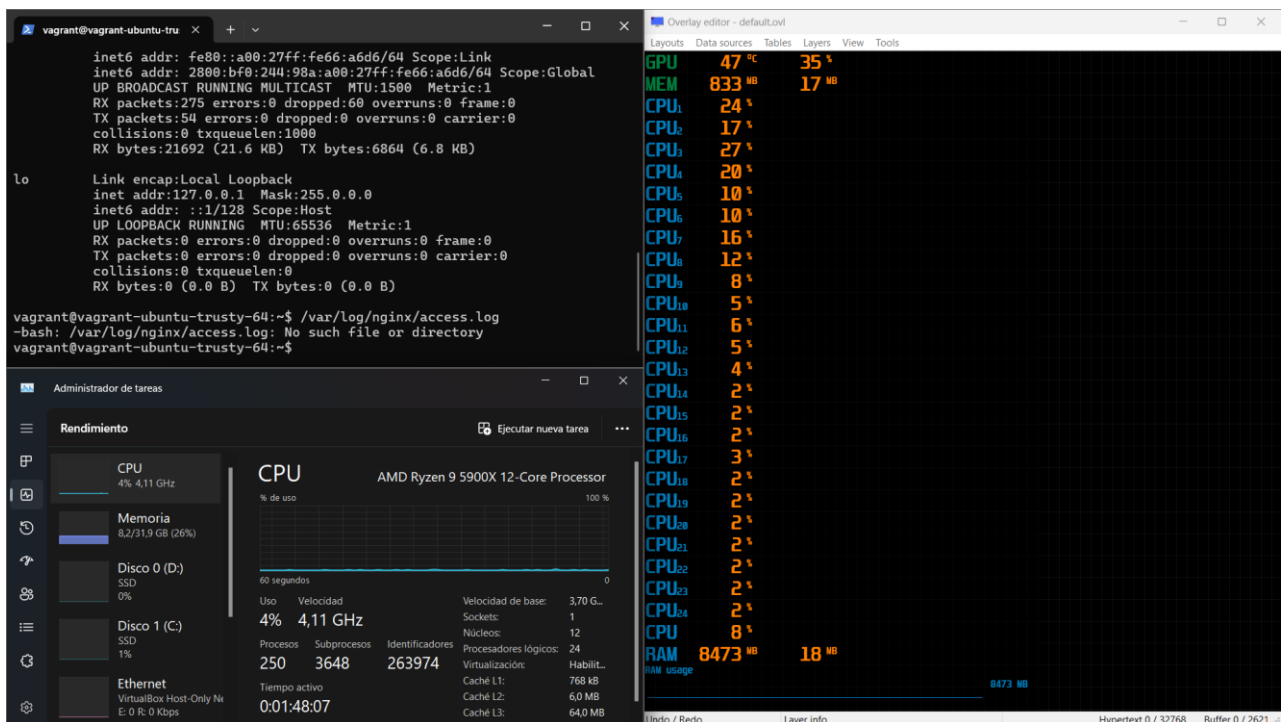 vagrant@vagrant-ubuntu-tru
inet6 addr: fe80::a00:27ff:fe66:a6d6/64 Scope:Link
inet6 addr: 2800:bf0:244:98a:a00:27ff:fe66:a6d6/64 Scope:Global
UP BROADCAST RUNNING MULTICAST  MTU:1500  Metric:1
RX packets:275 errors:0 dropped:60 overruns:0 frame:0
TX packets:54 errors:0 dropped:0 overruns:0 carrier:0
collisions:0 txqueuelen:1000
RX bytes:21692 (21.6 KB)  TX bytes:6864 (6.8 KB)
lo        Link encap:Local Loopback
inet addr:127.0.0.1  Mask:255.0.0.0
inet6 addr: ::1/128 Scope:Host
UP LOOPBACK RUNNING  MTU:65536  Metric:1
RX packets:0 errors:0 dropped:0 overruns:0 frame:0
TX packets:0 errors:0 dropped:0 overruns:0 carrier:0
collisions:0 txqueuelen:0
RX bytes:0 (0.0 B)  TX bytes:0 (0.0 B)
vagrant@vagrant-ubuntu-trusty-64:~$ /var/log/nginx/access.log
-bash: /var/log/nginx/access.log: No such file or directory
vagrant@vagrant-ubuntu-trusty-64:~$
Administrador de tareas
Rendimiento
Ejecutar nueva tarea
CPU
4% 4,11 GHz
Memoria
8,2/31,9 GB (26%)
Disco 0 (D:)
SSD
0%
Disco 1 (C:)
SSD
1%
Ethernet
VirtualBox Host-Only Ne
E: 0 R: 0 Kbps
CPU AMD Ryzen 9 5900X 12-Core Processor
% de uso 100 %
60 segundos 0
Uso Velocidad
4% 4,11 GHz
Procesos Subprocesos Identificadores
250 3648 263974
Tiempo activo
0:01:48:07
Velocidad de base: 3,70 G...
Sockets: 1
Núcleos: 12
Procesadores lógicos: 24
Virtualización: Habilit...
Caché L1: 768 kB
Caché L2: 6,0 MB
Caché L3: 64,0 MB
Overlay editor - default.ovl
Layouts Data sources Tables Layers View Tools
GPU 47 °C 35 %
MEM 833 MB 17 MB
CPU1 24 %
CPU2 17 %
CPU3 27 %
CPU4 20 %
CPU5 10 %
CPU6 10 %
CPU7 16 %
CPU8 12 %
CPU9 8 %
CPU10 5 %
CPU11 6 %
CPU12 5 %
CPU13 4 %
CPU14 2 %
CPU15 2 %
CPU16 2 %
CPU17 3 %
CPU18 2 %
CPU19 2 %
CPU20 2 %
CPU21 2 %
CPU22 2 %
CPU23 2 %
CPU24 2 %
CPU 8 %
RAM 8473 MB 18 MB
RAM usage
8473 MB
Undo / Redo Layer info Hypertext 0 / 32768 Buffer 0 / 2621